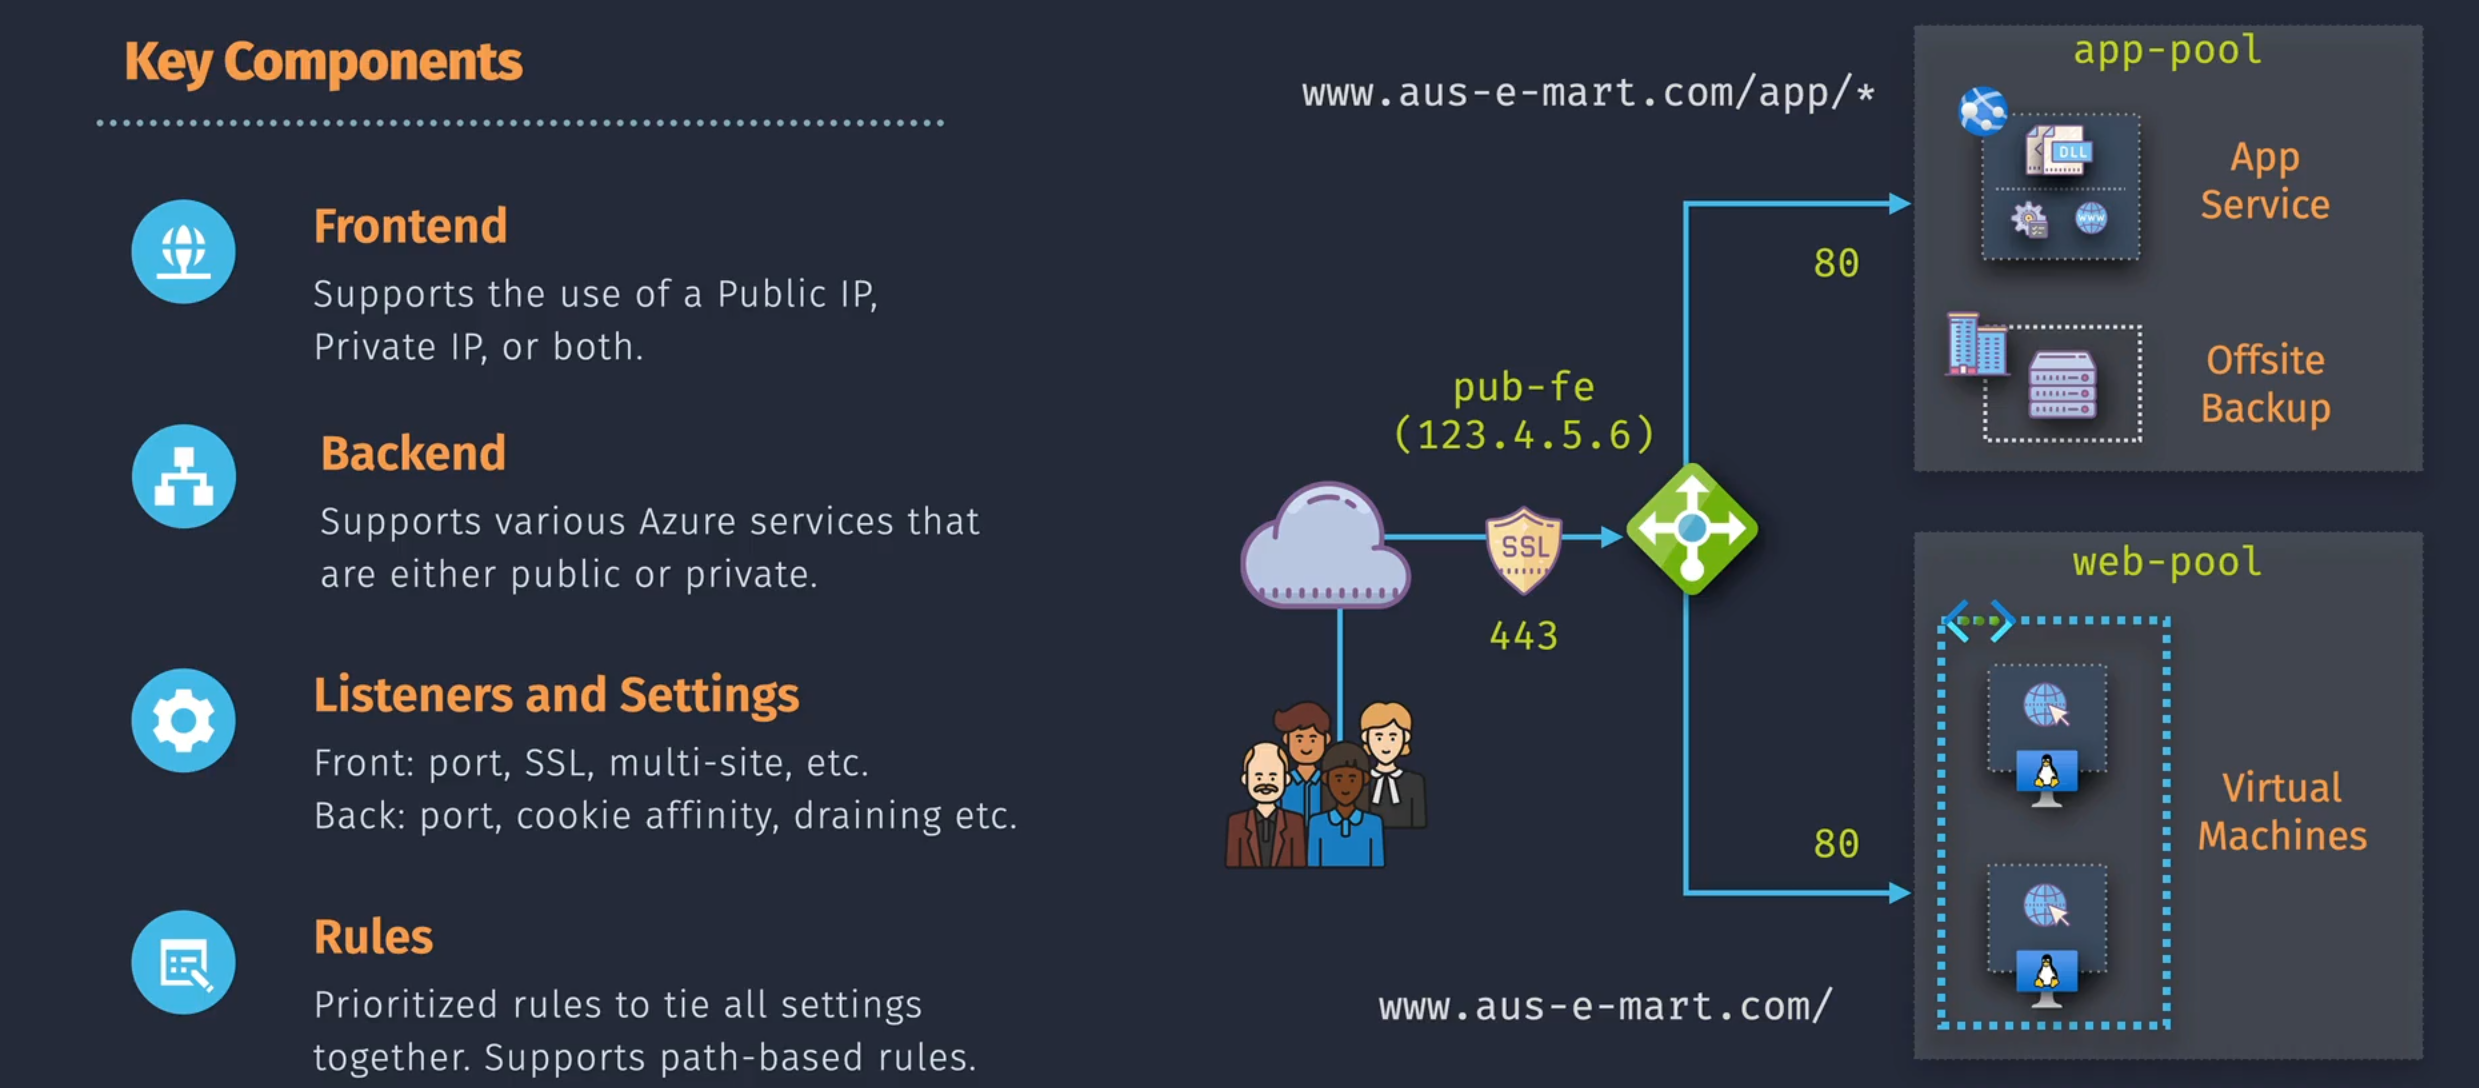 Key Components
Frontend
Supports the use of a Public IP,
Private IP, or both.
Backend
Supports various Azure services that
are either public or private.
Listeners and Settings
Front: port, SSL, multi-site, etc.
Back: port, cookie affinity, draining etc.
Rules
Prioritized rules to tie all settings
together. Supports path-based rules.
www.aus-e-mart.com/app/*
80
pub-fe
(123.4.5.6)
SSL
443
80
www.aus-e-mart.com/
app-pool
DLL
www
App
Service
Offsite
Backup
web-pool
Virtual
Machines